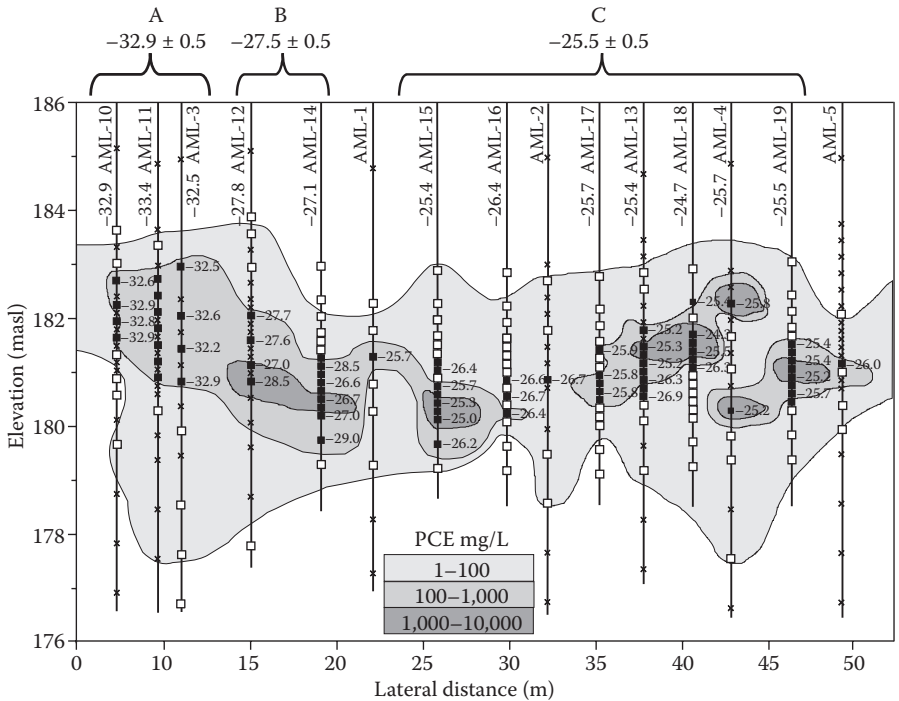 A
B
C
−32.9 ± 0.5
−27.5 ± 0.5
−25.5 ± 0.5
186
184
182
180
178
176
Elevation (masl)
−32.9 AML-10
−33.4 AML-11
−32.5 AML-3
−27.8 AML-12
−27.1 AML-14
AML-1
−25.4 AML-15
−26.4 AML-16
AML-2
−25.7 AML-17
−25.4 AML-13
−24.7 AML-18
−25.7 AML-4
−25.5 AML-19
AML-5
−32.6
−32.9
−32.8
−32.9
−32.5
−32.6
−32.2
−32.9
−27.7
−27.6
−27.0
−28.5
−28.5
−26.6
−26.7
−27.0
−29.0
−25.7
−26.4
−25.7
−25.3
−25.0
−26.2
−26.6
−26.7
−26.4
−26.7
−25.9
−25.8
−25.2
−25.3
−25.2
−26.3
−26.9
−25.8
−25.2
−25.4
−25.4
−25.2
−25.7
−26.0
PCE mg/L
1–100
100–1,000
1,000–10,000
0
10
15
20
25
30
35
40
45
50
Lateral distance (m)